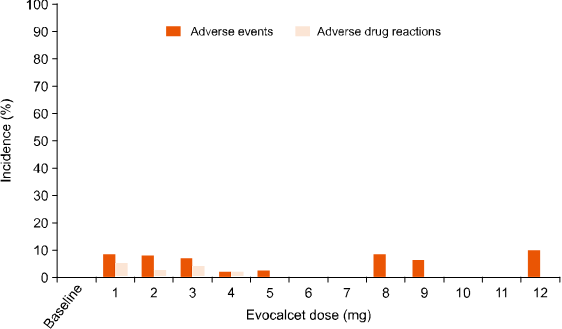 100
90
80
70
60
50
40
30
20
10
0
Incidence (%)
Adverse events
Adverse drug reactions
Baseline
1 2 3 4 5 6 7 8 9 10 11 12
Evocalcet dose (mg)